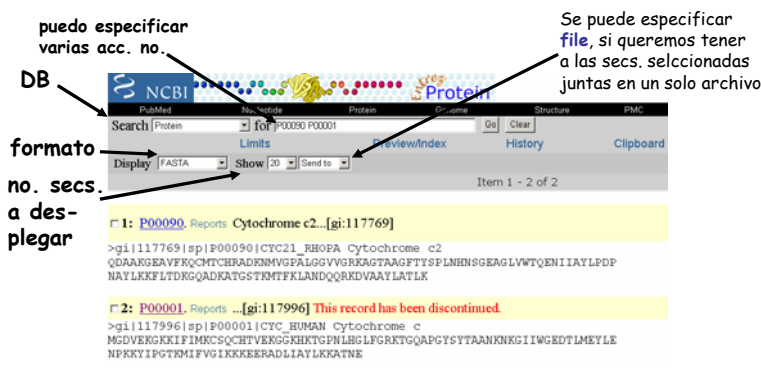 puedo especificar
varias acc. no.
Se puede especificar
file, si queremos tener
a las secs. selccionadas
juntas en un solo archivo
DB
NCBI
Entrez
Protein
PubMed Nucleotide Protein Genome Structure PMC
Search Protein for P00090 P00001 Go Clear
Limits Preview/Index History Clipboard
formato
Display FASTA Show 20 Send to
no. secs.
a des-
plegar
Item 1 - 2 of 2
1: P00090. Reports Cytochrome c2...[gi:117769]
>gi|117769|sp|P00090|CYC21_RHOPA Cytochrome c2
QDAAKGEAVFKQCMTCHRADKNMVGPALGGVVGRKAGTAAGFTYSPLNHNSGEAGLVWTQENIIAYLPDP
NAYLKKFLTDKGQADKATGSTKMTFKLANDQQRKDVAAYLATLK
2: P00001. Reports ...[gi:117996] This record has been discontinued.
>gi|117996|sp|P00001|CYC_HUMAN Cytochrome c
MGDVEKGKKIFIMKCSQCHTVEKGGKHKTGPNLHGLFGRKTGQAPGYSYTAANKNKGIIWGEDTLMEYLE
NPKKYIPGTKMIFVGIKKKEERADLIAYLKKATNE